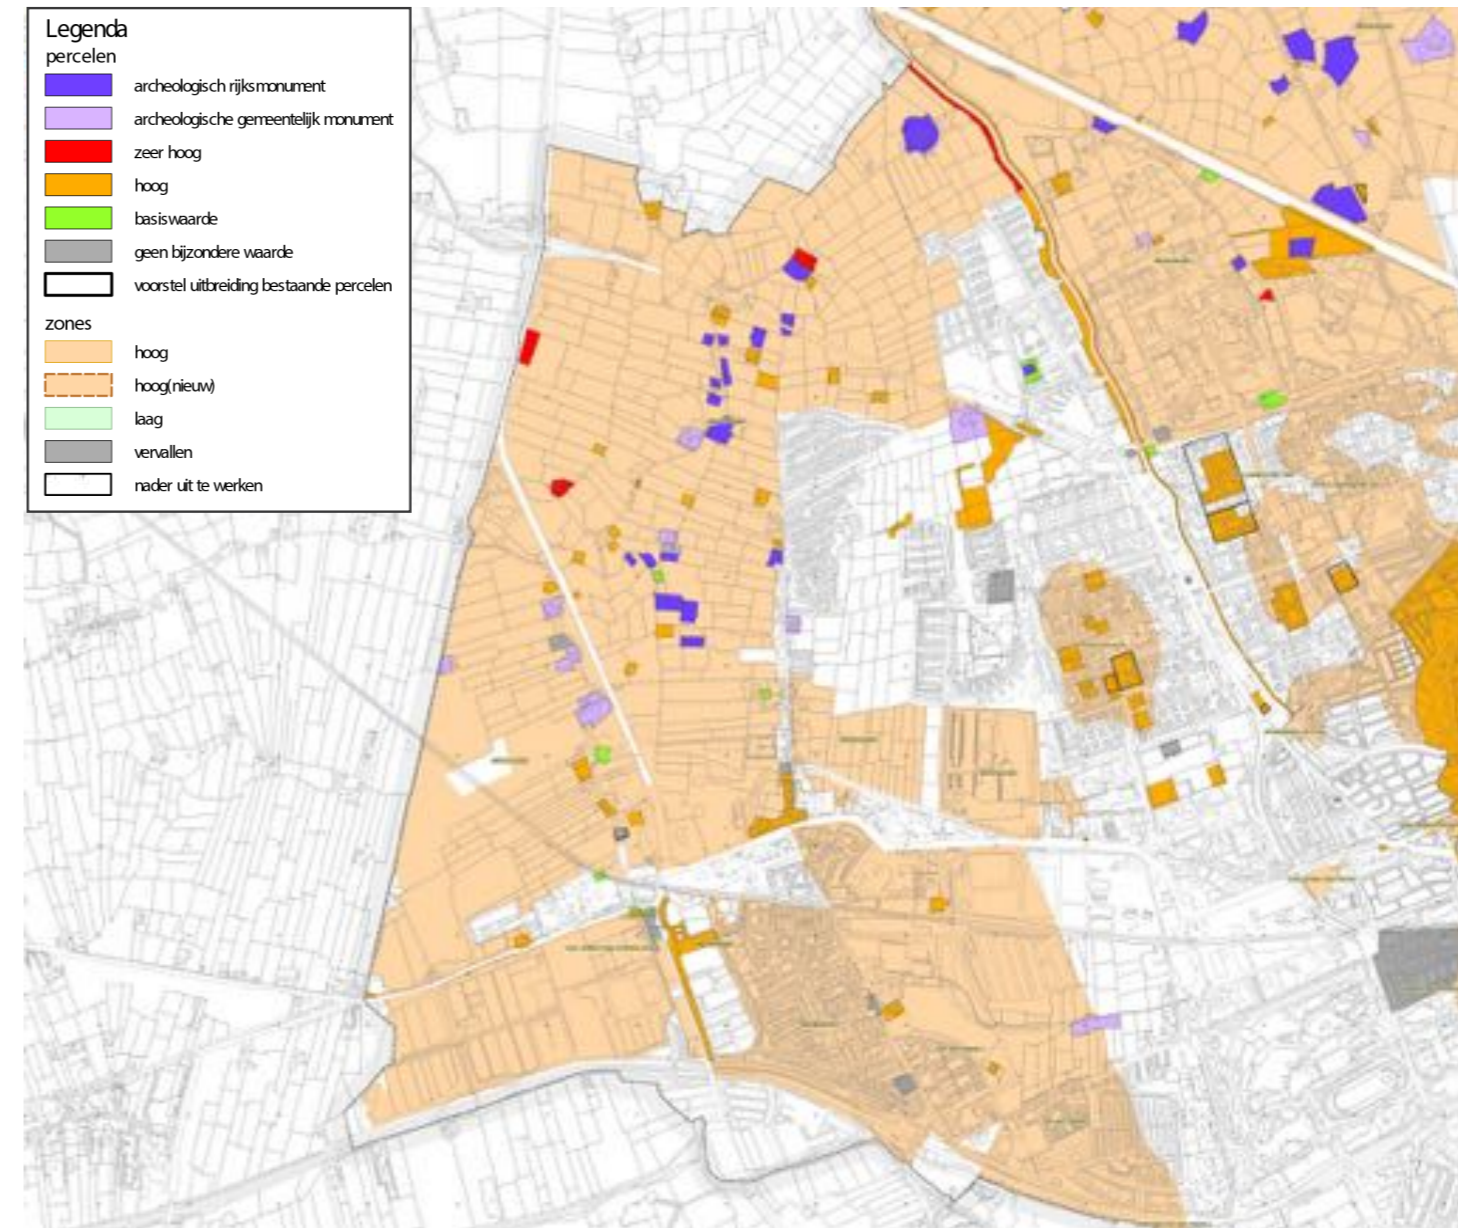 Legenda
percelen
archeologisch rijksmonument
archeologische gemeentelijk monument
zeer hoog
hoog
basiswaarde
geen bijzondere waarde
voorstel uitbreiding bestaande percelen
zones
hoog
hoog(nieuw)
laag
vervallen
nader uit te werken